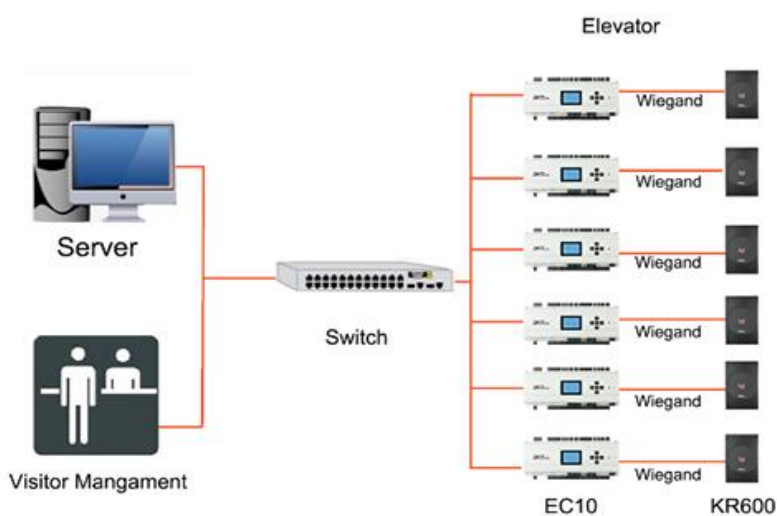 Elevator
Wiegand
Wiegand
Server
Wiegand
Switch
Wiegand
Wiegand
Visitor Mangament
Wiegand
EC10
KR600